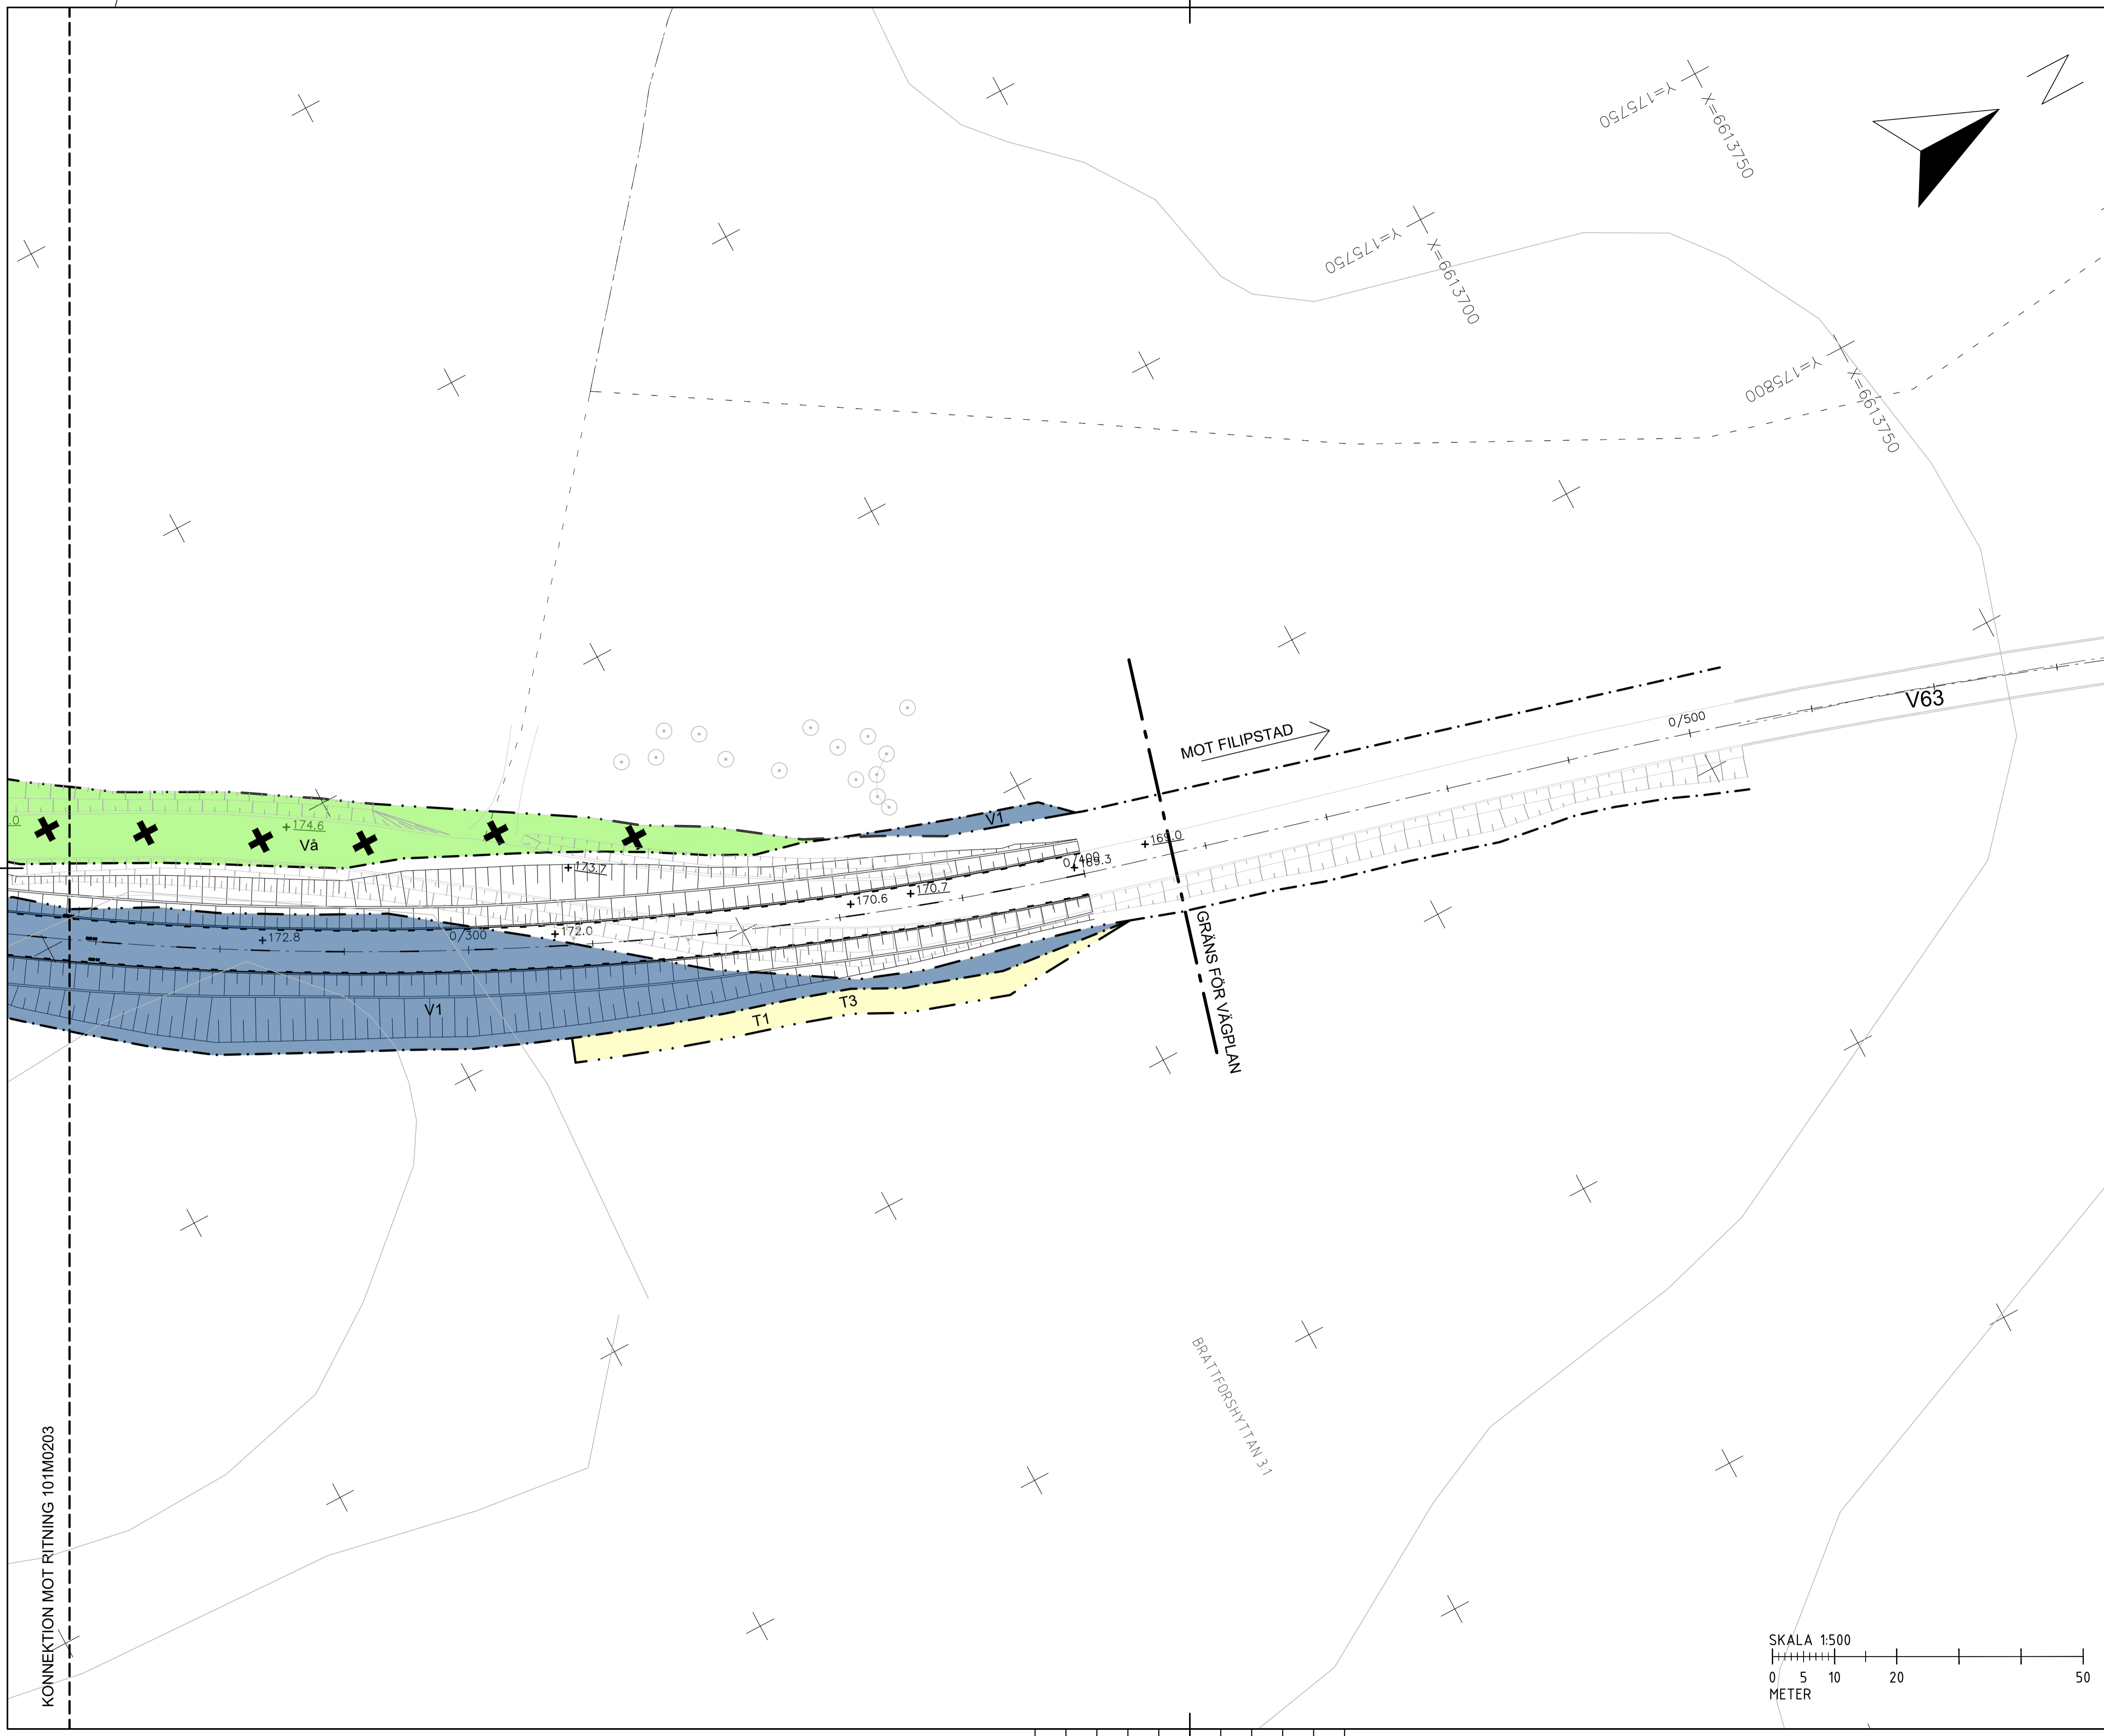 Y=175750
X=6613750
N
Y=175750
X=6613700
Y=175800
X=6613750
V63
0/500
MOT FILIPSTAD
.0
+174.6
Vå
V1
+169.0
0/400
+169.3
+173.7
+170.7
+170.6
+172.8
0/300
+172.0
V1
T3
T1
GRÄNS FÖR VÄGPLAN
BRATTFORSHYTTAN 3:1
KONNEKTION MOT RITNING 101M0203
SKALA 1:500
0 5 10 20 50
METER